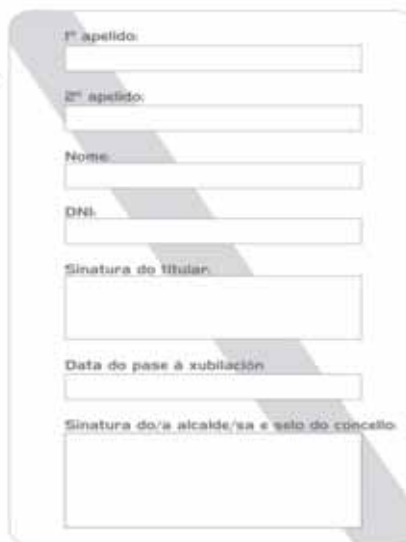 1º apelido:
2º apelido:
Nome:
DNI:
Sinatura do titular:
Data do pase á xubilación
Sinatura do/a alcalde/sa e selo do concello: